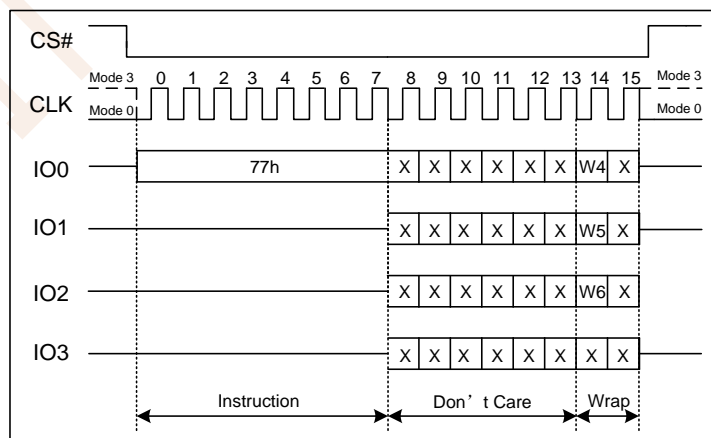 CS#
Mode 3 0 1 2 3 4 5 6 7 8 9 10 11 12 13 14 15 Mode 3
CLK
Mode 0 Mode 0
IO0 77h X X X X X X W4 X
IO1 X X X X X X W5 X
IO2 X X X X X X W6 X
IO3 X X X X X X X X
Instruction Don't Care Wrap